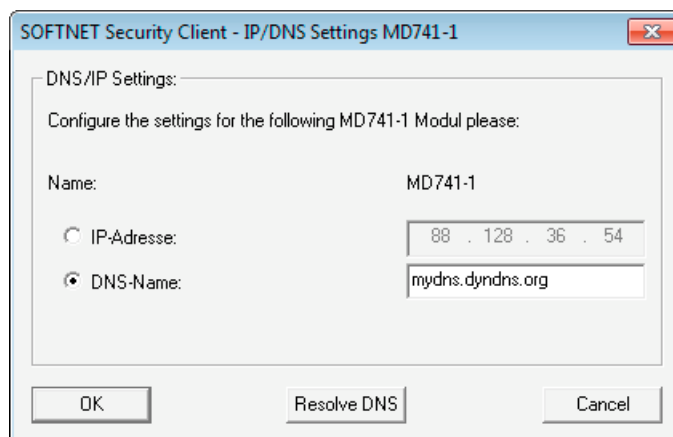 SOFTNET Security Client - IP/DNS Settings MD741-1
DNS/IP Settings:
Configure the settings for the following MD741-1 Modul please:
Name: MD741-1
IP-Adresse: 88 . 128 . 36 . 54
DNS-Name: mydns.dyndns.org
OK Resolve DNS Cancel